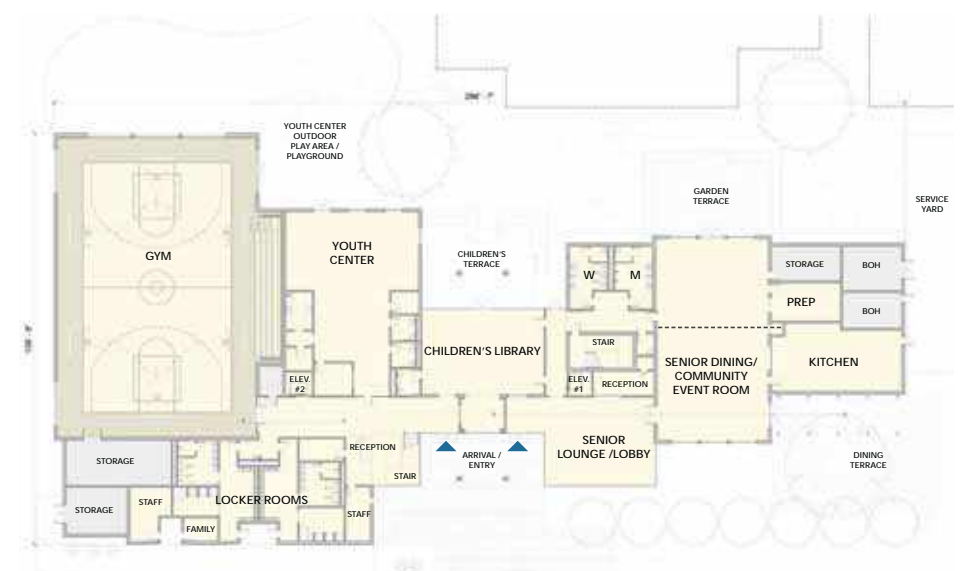 YOUTH CENTER
OUTDOOR
PLAY AREA /
PLAYGROUND
GARDEN
TERRACE
SERVICE
YARD
GYM
YOUTH
CENTER
CHILDREN'S
TERRACE
W
M
STORAGE
BOH
PREP
BOH
STAIR
CHILDREN'S LIBRARY
SENIOR DINING/
COMMUNITY
EVENT ROOM
KITCHEN
ELEV.
#2
ELEV.
#1
RECEPTION
RECEPTION
STAIR
ARRIVAL /
ENTRY
SENIOR
LOUNGE /LOBBY
DINING
TERRACE
STORAGE
STORAGE
STAFF
LOCKER ROOMS
FAMILY
STAFF